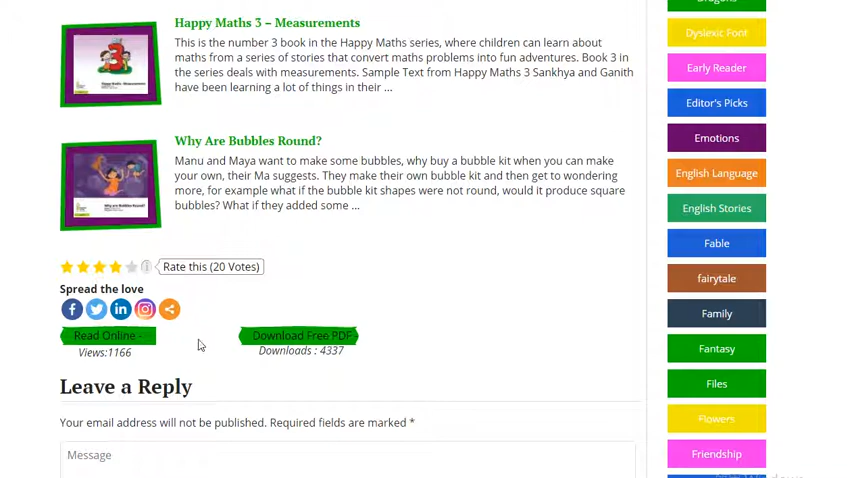 Happy Maths 3 – Measurements
This is the number 3 book in the Happy Maths series, where children can learn about
maths from a series of stories that convert maths problems into fun adventures. Book 3 in
the series deals with measurements. Sample Text from Happy Maths 3 Sankhya and Ganith
have been learning a lot of things in their ...
Why Are Bubbles Round?
Manu and Maya want to make some bubbles, why buy a bubble kit when you can make
your own, their Ma suggests. They make their own bubble kit and then get to wondering
more, for example what if the bubble kit shapes were not round, would it produce square
bubbles? What if they added some ...
Rate this (20 Votes)
Spread the love
Read Online -
Views:1166
Download Free PDF
Downloads : 4337
Leave a Reply
Your email address will not be published. Required fields are marked *
Message
Dyslexic Font
Early Reader
Editor's Picks
Emotions
English Language
English Stories
Fable
fairytale
Family
Fantasy
Files
Flowers
Friendship